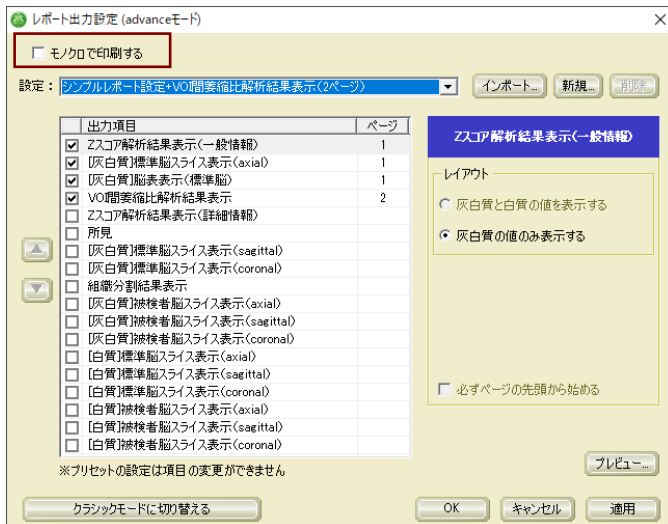 レポート出力設定 (advanceモード)
モノクロで印刷する
設定： シンプルレポート設定+VOI間萎縮比解析結果表示(2ページ) インポート... 新規... 削除
出力項目 ページ
Zスコア解析結果表示(一般情報) 1
[灰白質]標準脳スライス表示(axial) 1
[灰白質]脳表表示(標準脳) 1
VOI間萎縮比解析結果表示 2
Zスコア解析結果表示(詳細情報)
所見
[灰白質]標準脳スライス表示(sagittal)
[灰白質]標準脳スライス表示(coronal)
組織分割結果表示
[灰白質]被検者脳スライス表示(axial)
[灰白質]被検者脳スライス表示(sagittal)
[灰白質]被検者脳スライス表示(coronal)
[白質]標準脳スライス表示(axial)
[白質]標準脳スライス表示(sagittal)
[白質]標準脳スライス表示(coronal)
[白質]被検者脳スライス表示(axial)
[白質]被検者脳スライス表示(sagittal)
[白質]被検者脳スライス表示(coronal)
※プリセットの設定は項目の変更ができません
Zスコア解析結果表示(一般情報)
レイアウト
灰白質と白質の値を表示する
灰白質の値のみ表示する
必ずページの先頭から始める
プレビュー...
クラシックモードに切り替える OK キャンセル 適用